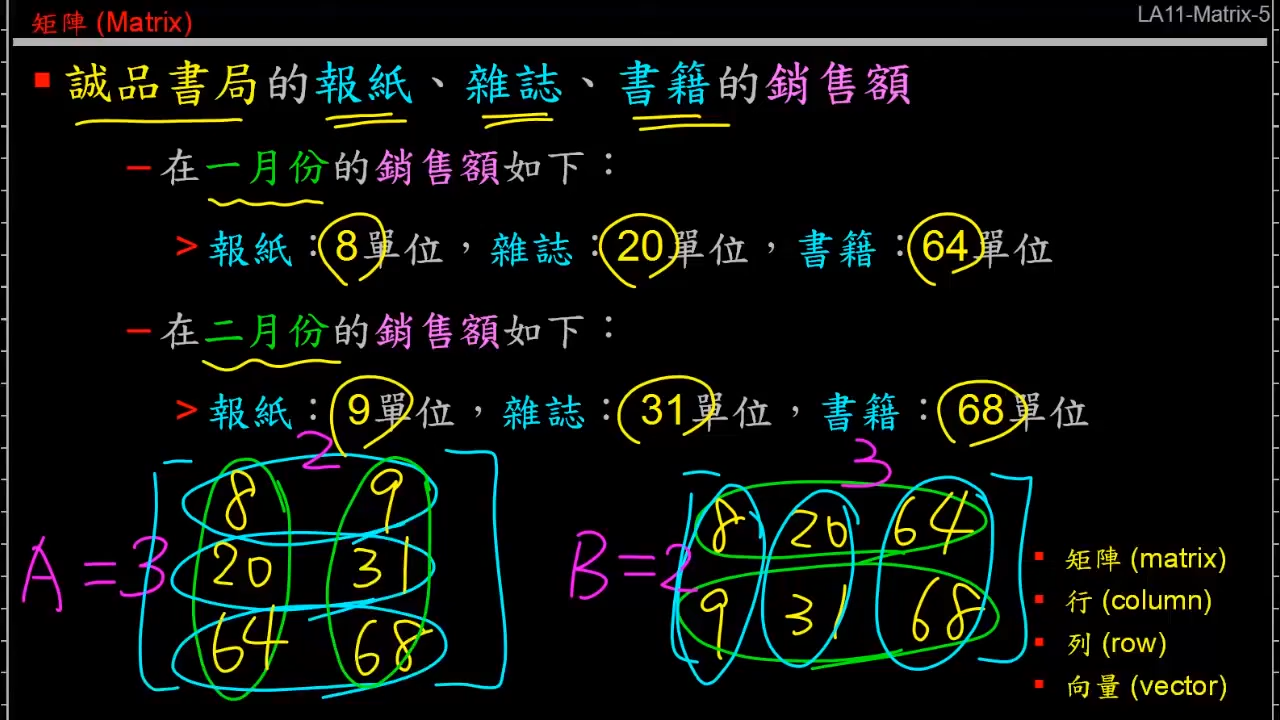 矩陣 (Matrix)
LA11-Matrix-5
誠品書局的報紙、雜誌、書籍的銷售額
– 在一月份的銷售額如下：
> 報紙：8單位，雜誌：20單位，書籍：64單位
– 在二月份的銷售額如下：
> 報紙：9單位，雜誌：31單位，書籍：68單位
2
3
8 9
8 20 64
A = 3
20 31
B = 2
9 31 68
64 68
矩陣 (matrix)
行 (column)
列 (row)
向量 (vector)